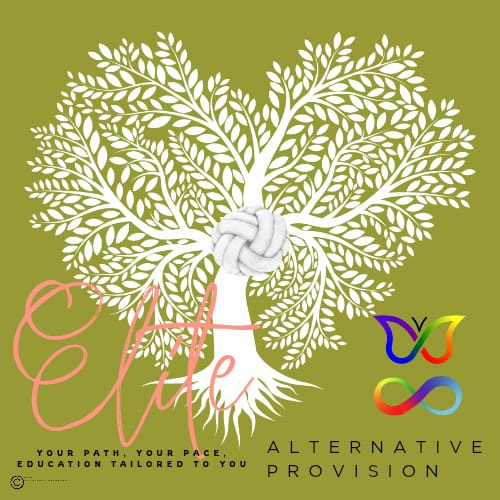 Elite
YOUR PATH, YOUR PACE,
EDUCATION TAILORED TO YOU
ALTERNATIVE
PROVISION
©